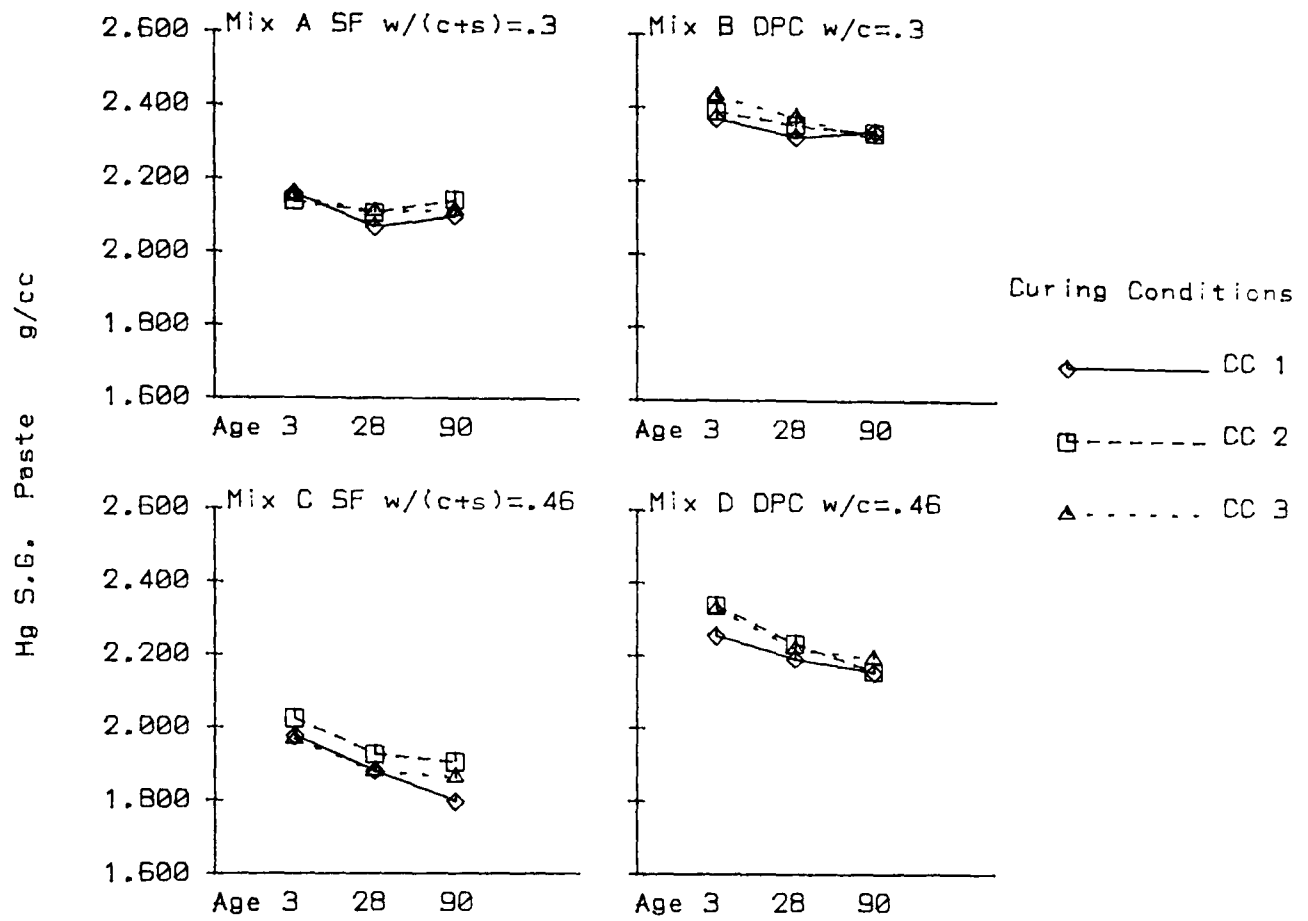 Mix A SF w/(c+s)=.3
Mix B OPC w/c=.3
2.600
2.400
2.200
2.000
1.800
1.600
Age 3 28 90
Age 3 28 90
Mix C SF w/(c+s)=.46
Mix D OPC w/c=.46
2.600
2.400
2.200
2.000
1.800
1.600
Age 3 28 90
Age 3 28 90
Hg S.G. Paste g/cc
Curing Conditions
CC 1
CC 2
CC 3